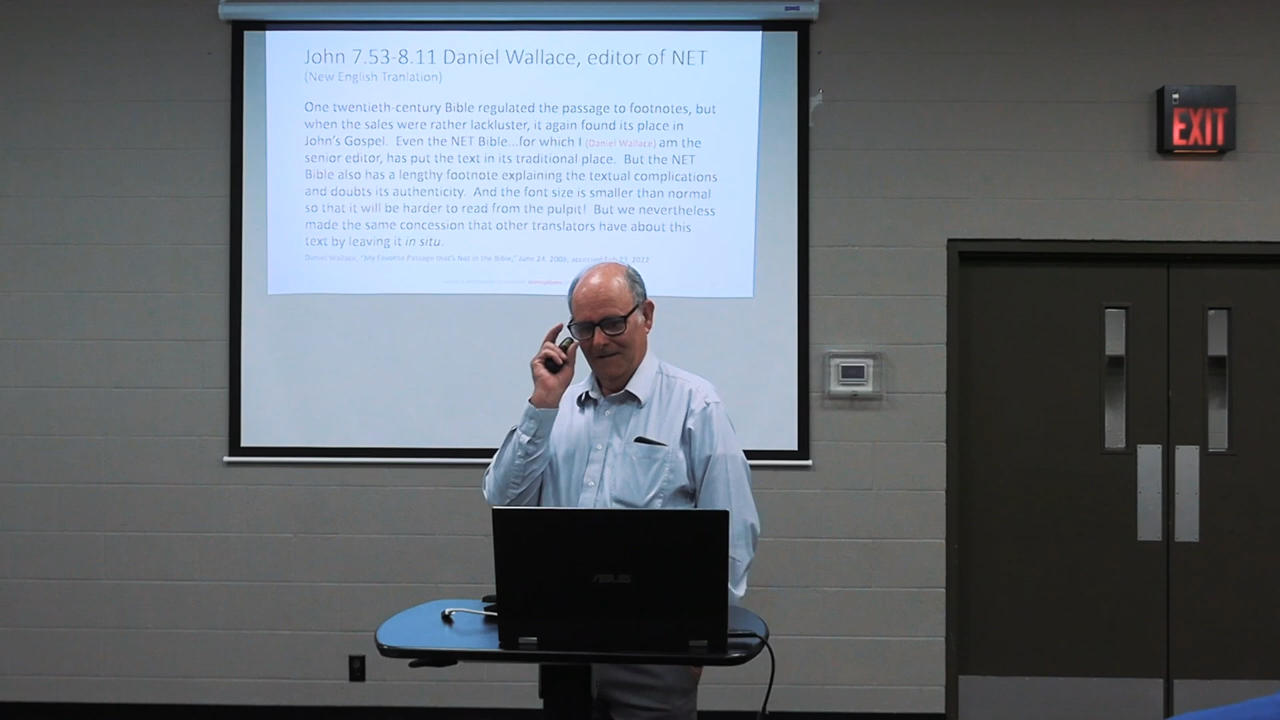 John 7.53-8.11 Daniel Wallace, editor of NET
(New English Tranlation)
One twentieth-century Bible regulated the passage to footnotes, but
when the sales were rather lackluster, it again found its place in
John's Gospel. Even the NET Bible...for which I (Daniel Wallace) am the
senior editor, has put the text in its traditional place. But the NET
Bible also has a lengthy footnote explaining the textual complications
and doubts its authenticity. And the font size is smaller than normal
so that it will be harder to read from the pulpit! But we nevertheless
made the same concession that other translators have about this
text by leaving it in situ.
Daniel Wallace, "My Favorite Passage that's Not in the Bible," June 24, 2008, accessed Feb 23, 2022
EXIT
ASUS